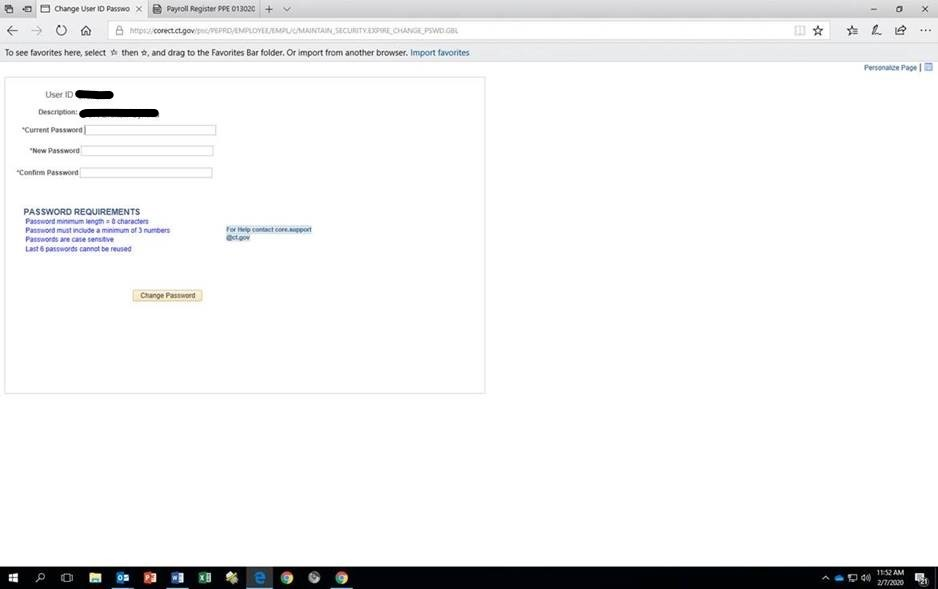 Change User ID Passwo
Payroll Register PPE 013020
https://corect.ct.gov/psc/PEPRD/EMPLOYEE/EMPL/c/MAINTAIN_SECURITY.EXPIRE_CHANGE_PSWD.GBL
To see favorites here, select ☆ then ☆, and drag to the Favorites Bar folder. Or import from another browser. Import favorites
Personalize Page |
User ID
Description:
*Current Password
*New Password
*Confirm Password
PASSWORD REQUIREMENTS
Password minimum length = 8 characters
Password must include a minimum of 3 numbers
Passwords are case sensitive
Last 6 passwords cannot be reused
For Help contact core.support
@ct.gov
Change Password
11:52 AM
2/7/2020
21